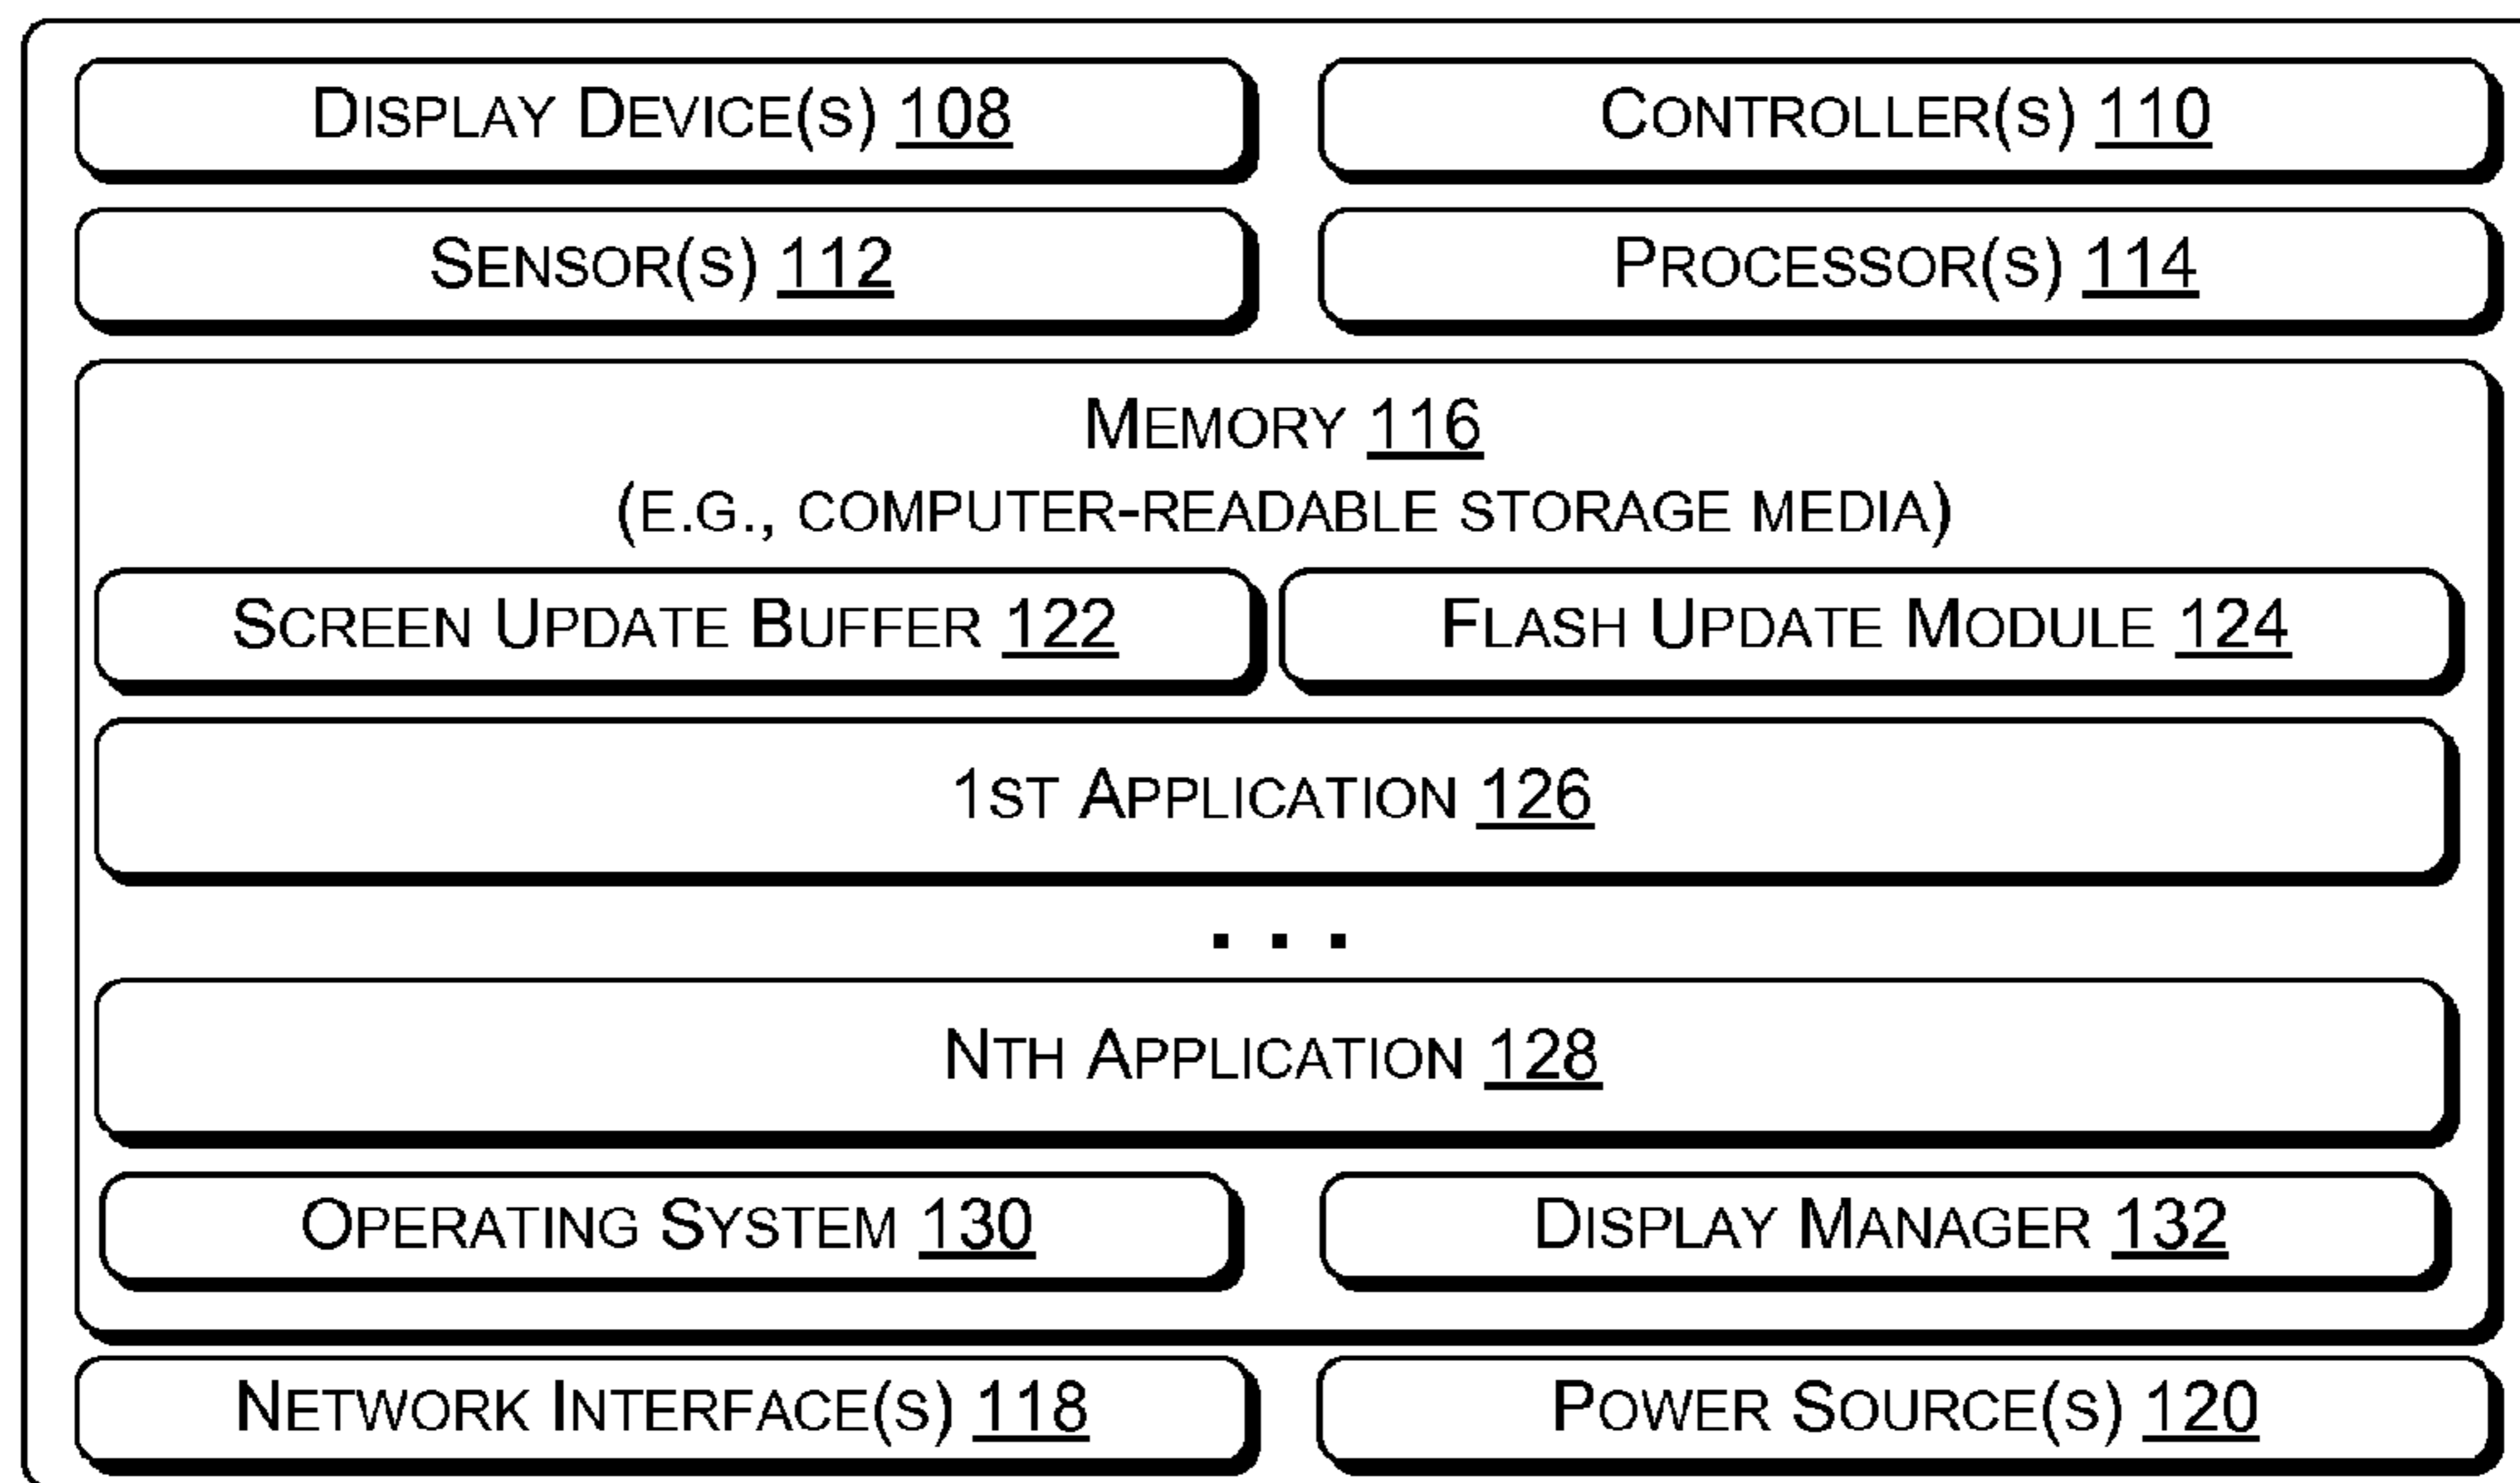 DISPLAY DEVICE(S) 108
CONTROLLER(S) 110
SENSOR(S) 112
PROCESSOR(S) 114
MEMORY 116
(E.G., COMPUTER-READABLE STORAGE MEDIA)
SCREEN UPDATE BUFFER 122
FLASH UPDATE MODULE 124
1ST APPLICATION 126
. . .
NTH APPLICATION 128
OPERATING SYSTEM 130
DISPLAY MANAGER 132
NETWORK INTERFACE(S) 118
POWER SOURCE(S) 120